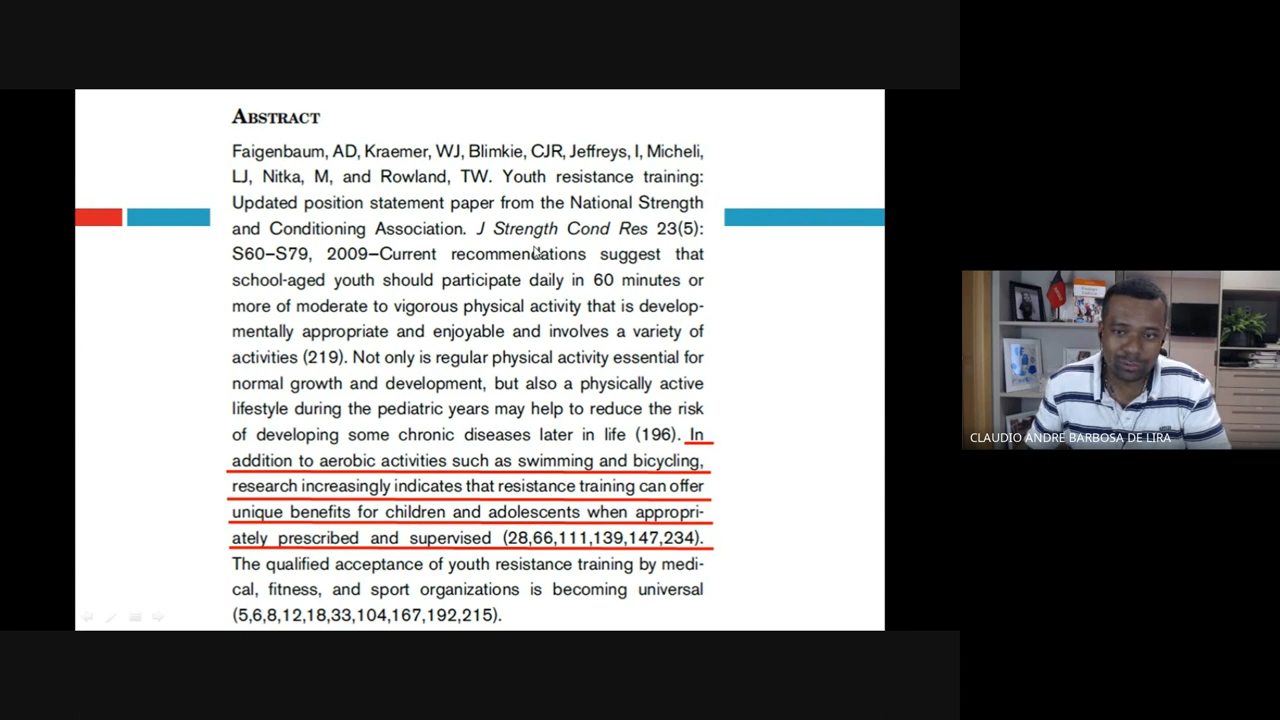 ABSTRACT
Faigenbaum, AD, Kraemer, WJ, Blimkie, CJR, Jeffreys, I, Micheli,
LJ, Nitka, M, and Rowland, TW. Youth resistance training:
Updated position statement paper from the National Strength
and Conditioning Association. J Strength Cond Res 23(5):
S60–S79, 2009–Current recommendations suggest that
school-aged youth should participate daily in 60 minutes or
more of moderate to vigorous physical activity that is develop-
mentally appropriate and enjoyable and involves a variety of
activities (219). Not only is regular physical activity essential for
normal growth and development, but also a physically active
lifestyle during the pediatric years may help to reduce the risk
of developing some chronic diseases later in life (196). In
addition to aerobic activities such as swimming and bicycling,
research increasingly indicates that resistance training can offer
unique benefits for children and adolescents when appropri-
ately prescribed and supervised (28,66,111,139,147,234).
The qualified acceptance of youth resistance training by medi-
cal, fitness, and sport organizations is becoming universal
(5,6,8,12,18,33,104,167,192,215).
CLAUDIO ANDRE BARBOSA DE LIRA